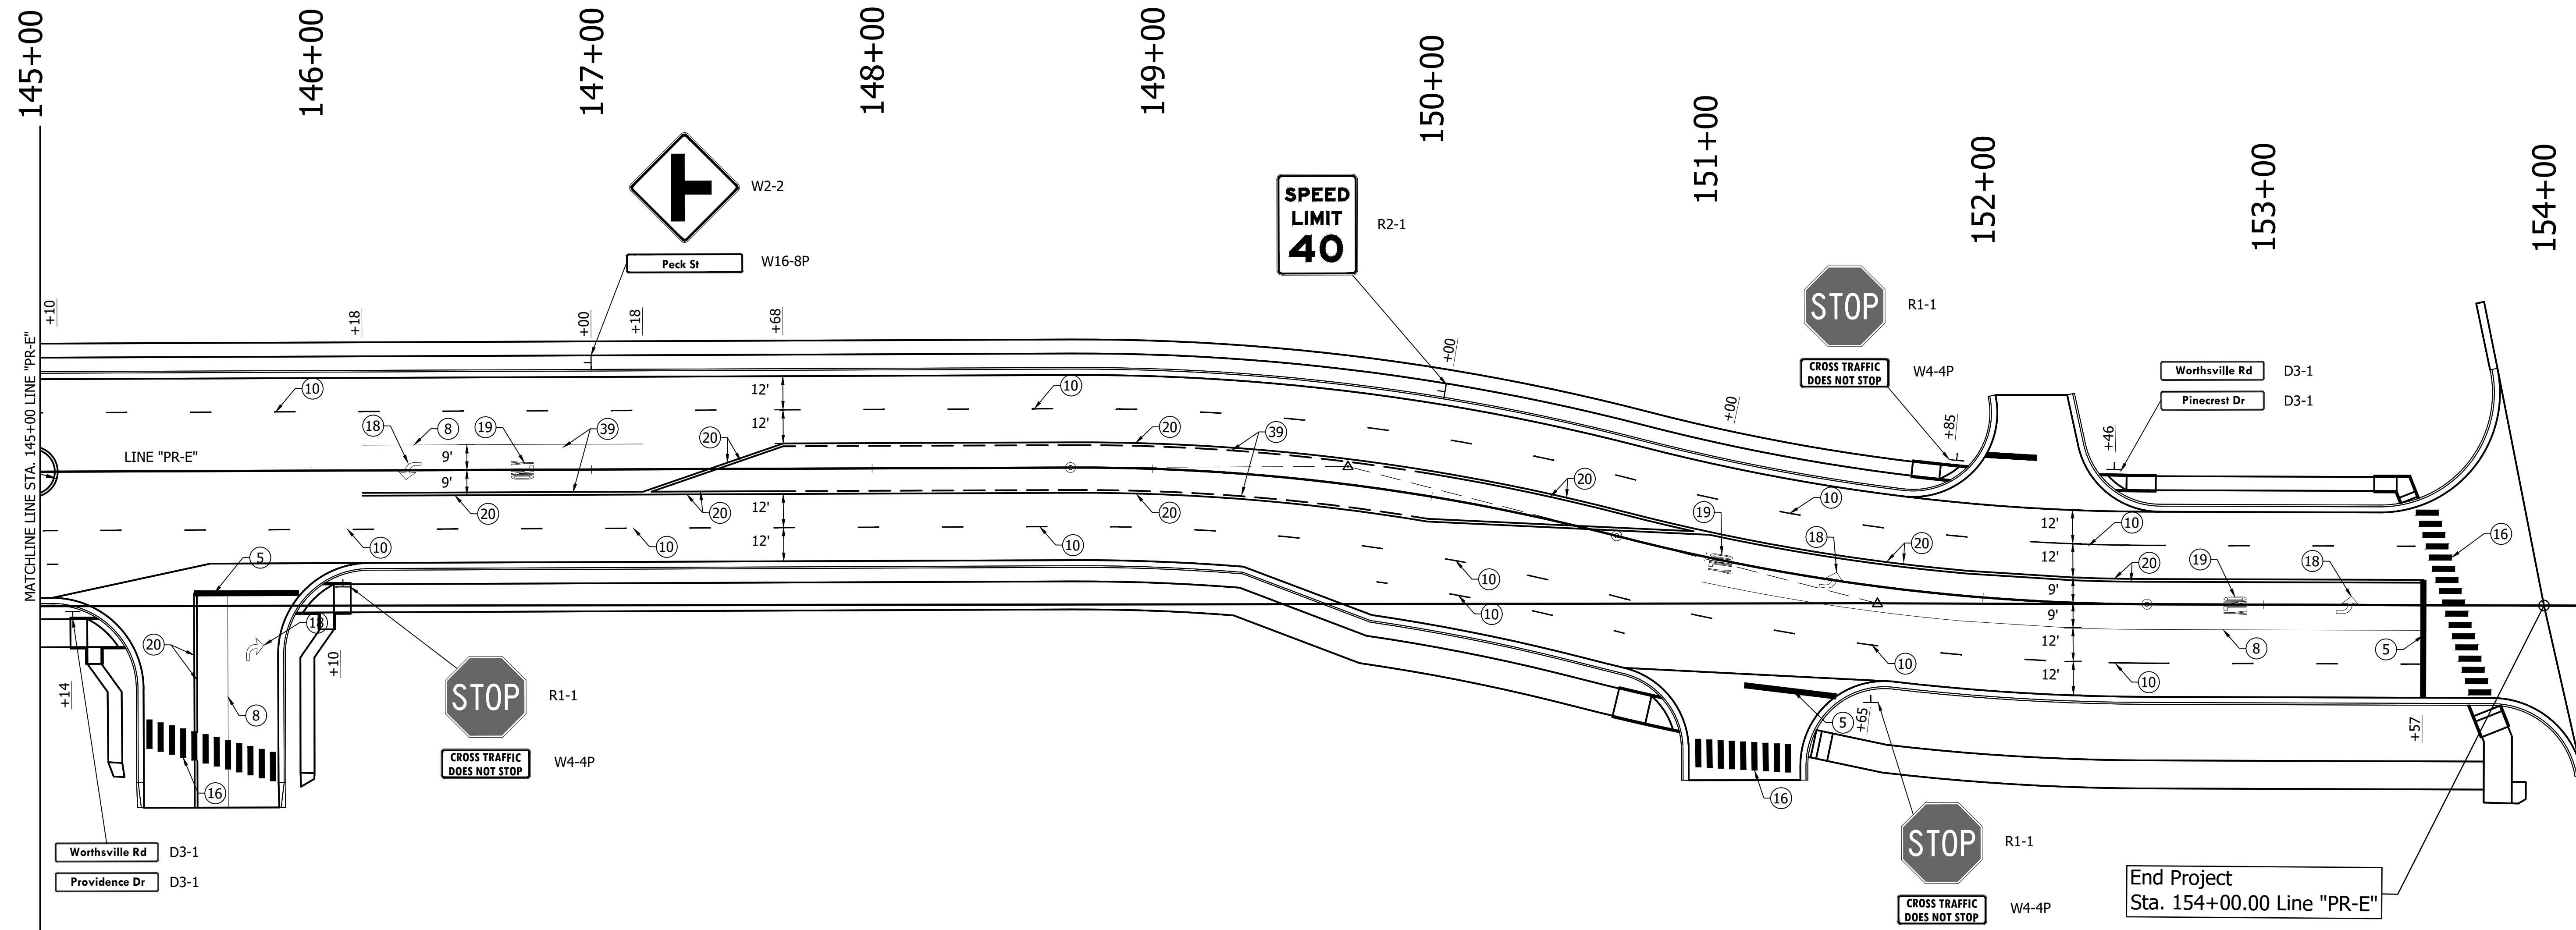 145+00
146+00
147+00
148+00
149+00
150+00
151+00
152+00
153+00
154+00
W2-2
Peck St
W16-8P
SPEED
LIMIT
40
R2-1
STOP
R1-1
CROSS TRAFFIC
DOES NOT STOP
W4-4P
Worthsville Rd
D3-1
Pinecrest Dr
D3-1
+10
+18
+00
+18
+68
+00
+00
+85
+46
MATCHLINE LINE STA. 145+00 LINE "PR-E"
LINE "PR-E"
10
18
8
19
39
9'
9'
20
20
20
12'
12'
12'
12'
10
20
39
20
20
10
10
10
5
10
10
19
18
10
20
12'
12'
9'
9'
12'
12'
10
20
19
18
16
10
10
8
5
20
18
8
16
+14
+10
STOP
R1-1
CROSS TRAFFIC
DOES NOT STOP
W4-4P
5
+65
16
+57
Worthsville Rd
D3-1
Providence Dr
D3-1
STOP
R1-1
CROSS TRAFFIC
DOES NOT STOP
W4-4P
End Project
Sta. 154+00.00 Line "PR-E"